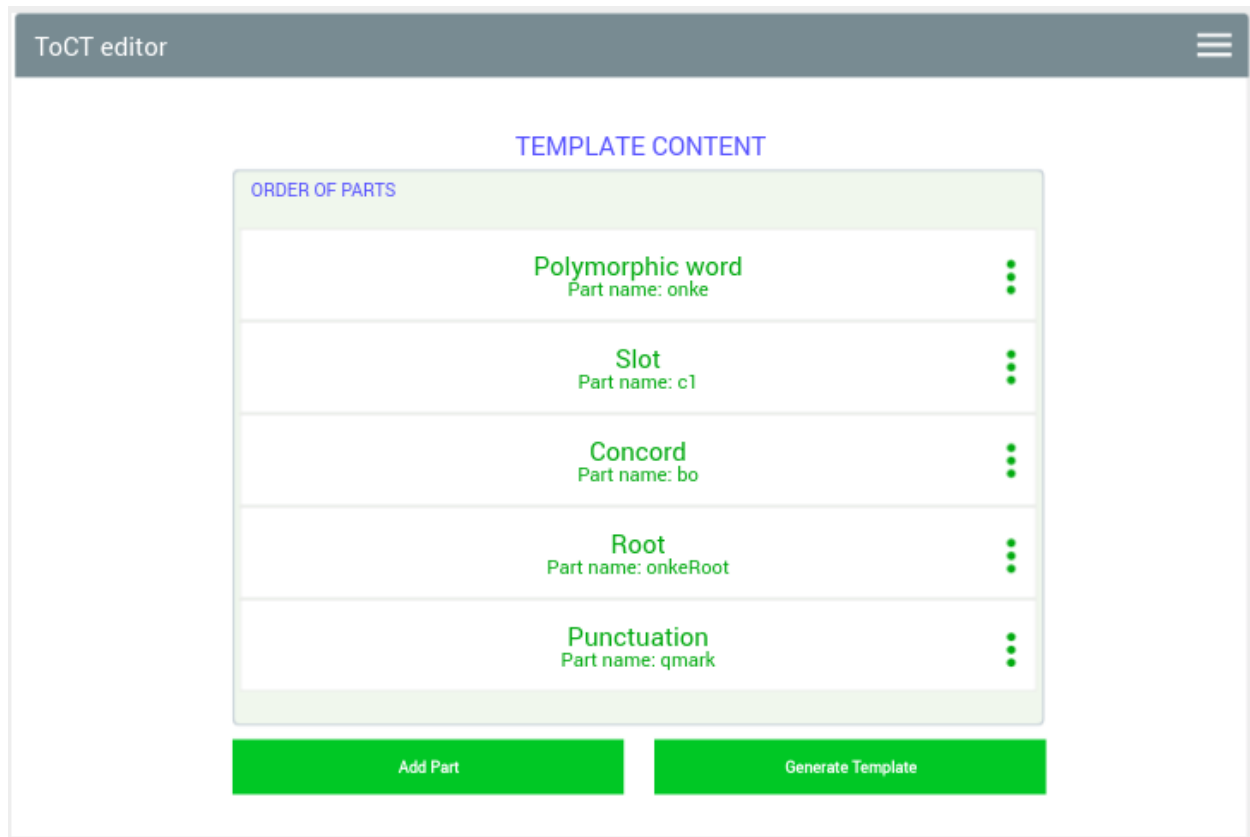 ToCT editor
TEMPLATE CONTENT
ORDER OF PARTS
Polymorphic word
Part name: onke
Slot
Part name: c1
Concord
Part name: bo
Root
Part name: onkeRoot
Punctuation
Part name: qmark
Add Part
Generate Template